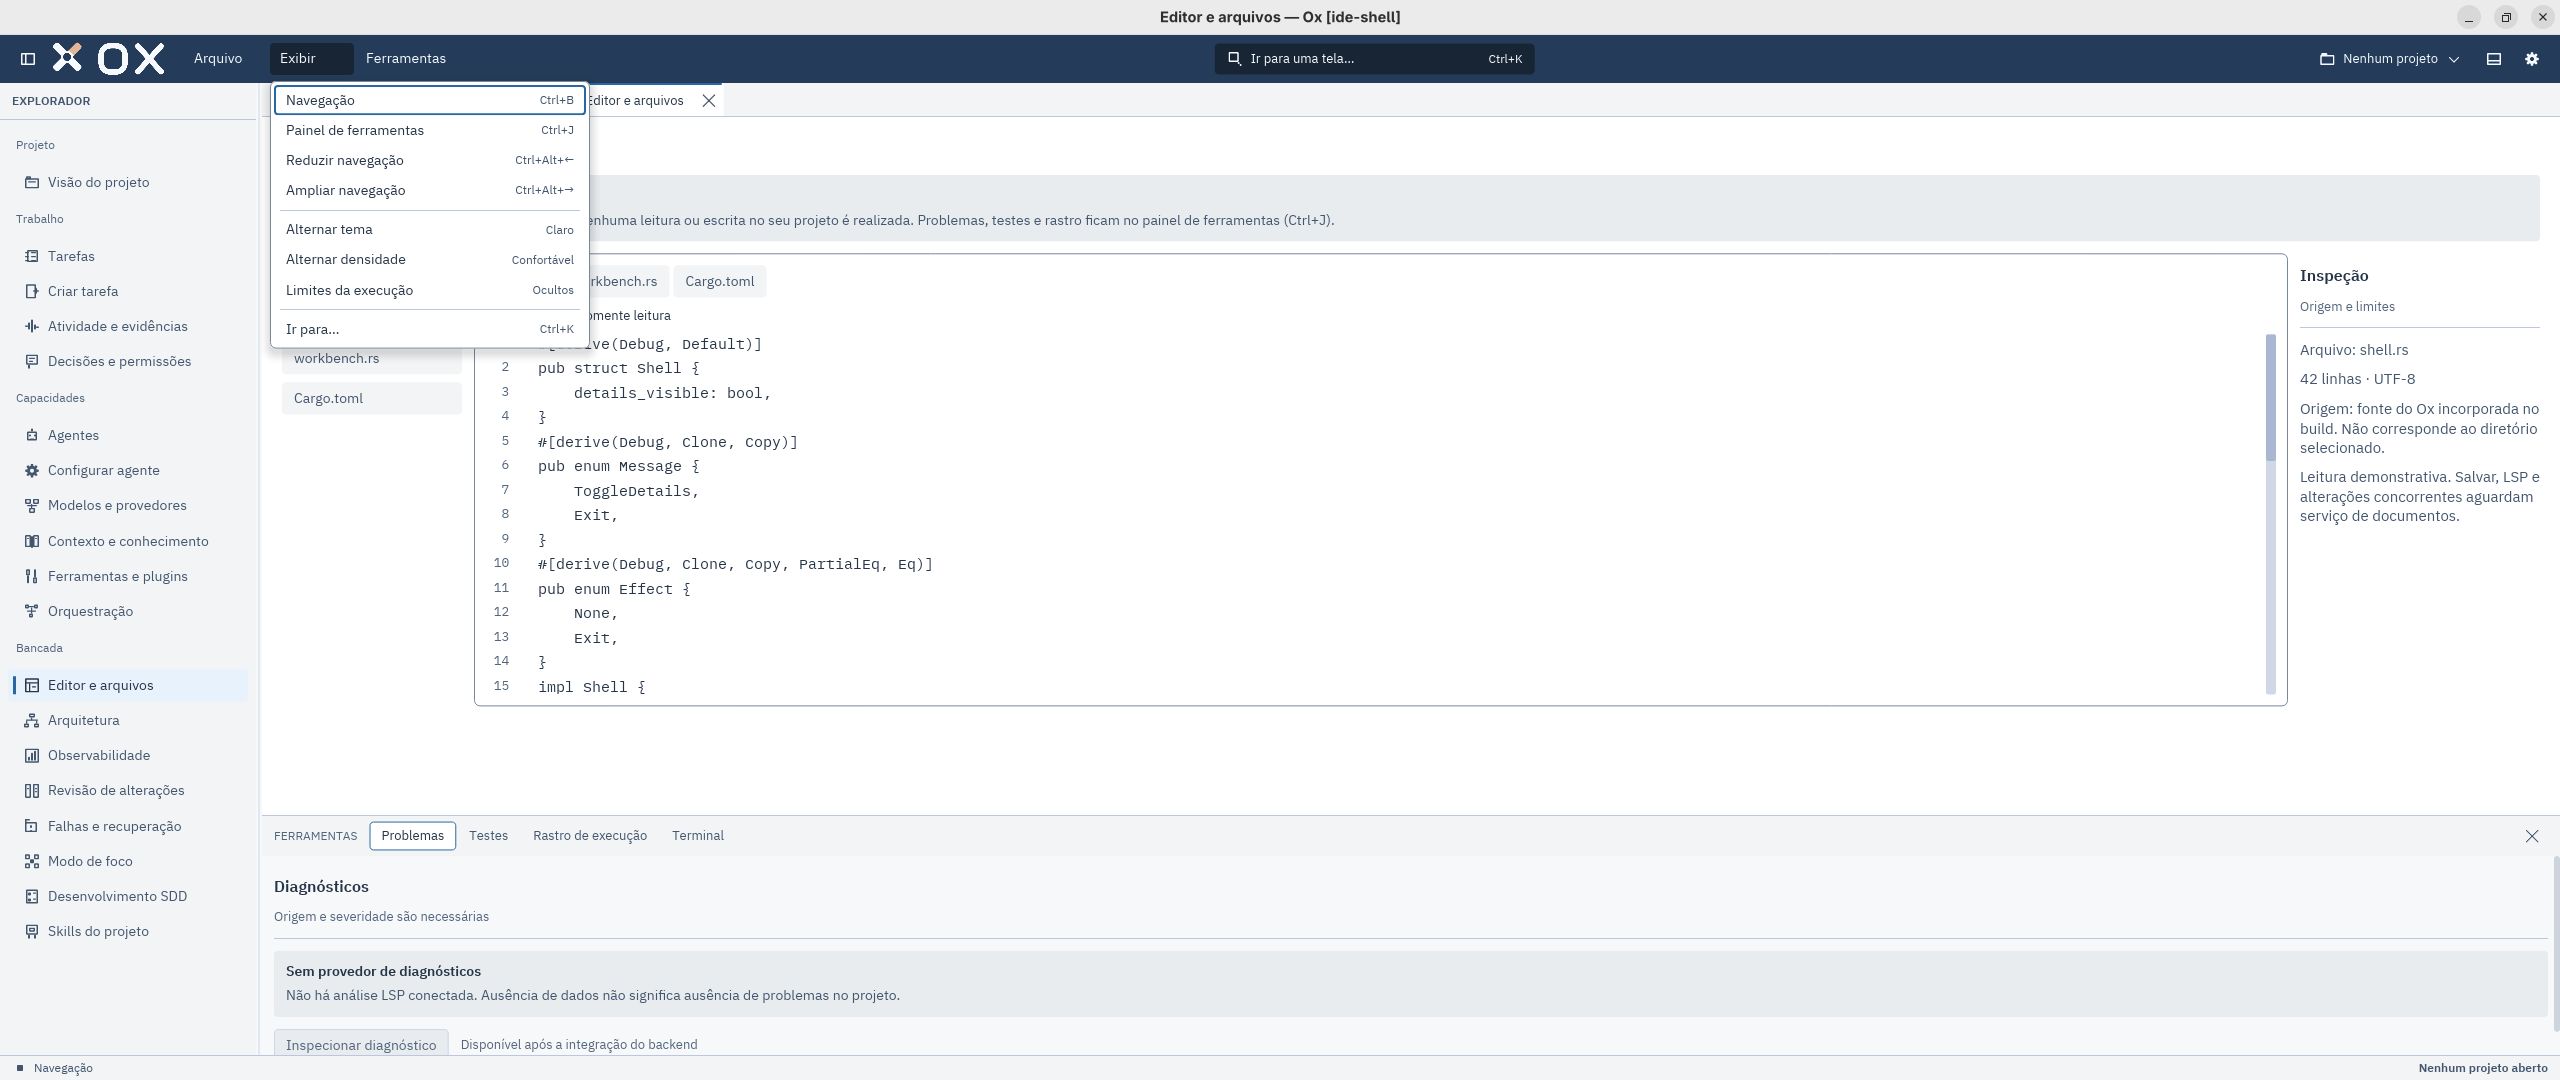 Editor e arquivos — Ox [ide-shell]
OX
Arquivo
Exibir
Ferramentas
Ir para uma tela...
Ctrl+K
Nenhum projeto
EXPLORADOR
Projeto
Visão do projeto
Trabalho
Tarefas
Criar tarefa
Atividade e evidências
Decisões e permissões
Capacidades
Agentes
Configurar agente
Modelos e provedores
Contexto e conhecimento
Ferramentas e plugins
Orquestração
Bancada
Editor e arquivos
Arquitetura
Observabilidade
Revisão de alterações
Falhas e recuperação
Modo de foco
Desenvolvimento SDD
Skills do projeto
Navegação Ctrl+B
Painel de ferramentas Ctrl+J
Reduzir navegação Ctrl+Alt+←
Ampliar navegação Ctrl+Alt+→
Alternar tema Claro
Alternar densidade Confortável
Limites da execução Ocultos
Ir para... Ctrl+K
Editor e arquivos
leitura ou escrita no seu projeto é realizada. Problemas, testes e rastro ficam no painel de ferramentas (Ctrl+J).
workbench.rs
Cargo.toml
rkbench.rs
Cargo.toml
leitura
(Debug, Default)]
2 pub struct Shell {
3 details_visible: bool,
4 }
5 #[derive(Debug, Clone, Copy)]
6 pub enum Message {
7 ToggleDetails,
8 Exit,
9 }
10 #[derive(Debug, Clone, Copy, PartialEq, Eq)]
11 pub enum Effect {
12 None,
13 Exit,
14 }
15 impl Shell {
Inspeção
Origem e limites
Arquivo: shell.rs
42 linhas · UTF-8
Origem: fonte do Ox incorporada no
build. Não corresponde ao diretório
selecionado.
Leitura demonstrativa. Salvar, LSP e
alterações concorrentes aguardam
serviço de documentos.
FERRAMENTAS
Problemas
Testes
Rastro de execução
Terminal
Diagnósticos
Origem e severidade são necessárias
Sem provedor de diagnósticos
Não há análise LSP conectada. Ausência de dados não significa ausência de problemas no projeto.
Inspecionar diagnóstico
Disponível após a integração do backend
Navegação
Nenhum projeto aberto